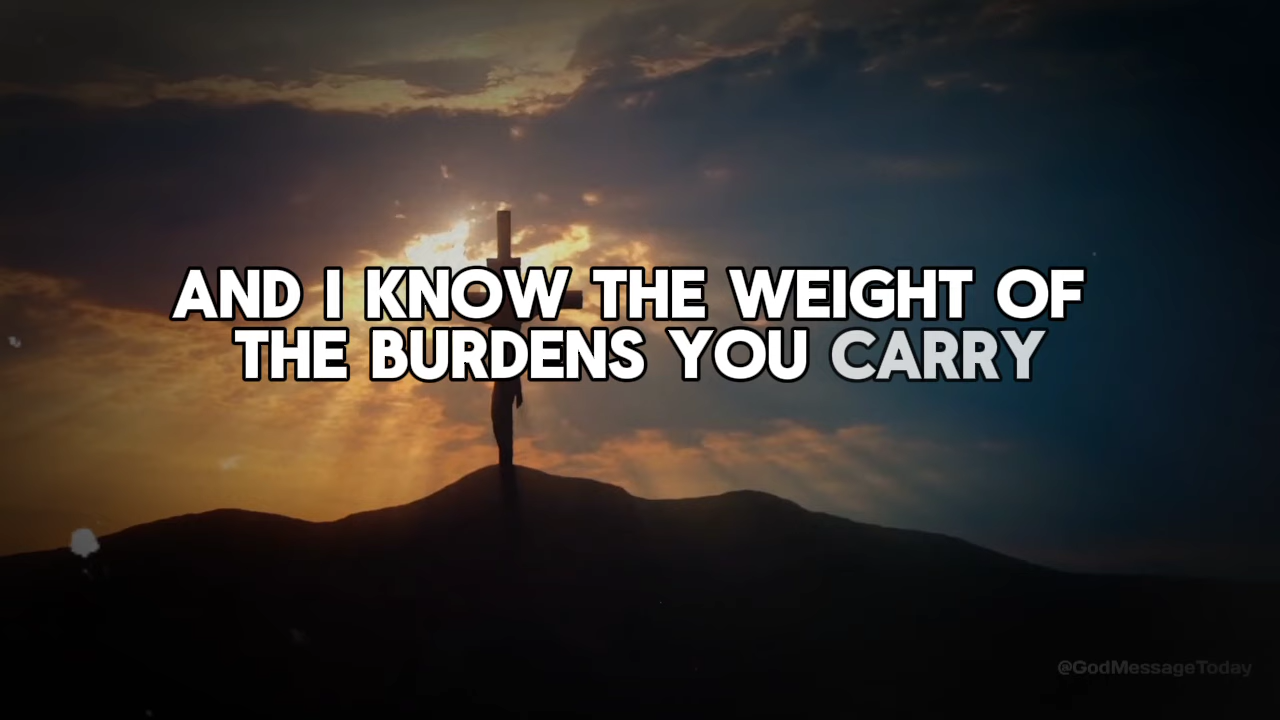 AND I KNOW THE WEIGHT OF
THE BURDENS YOU CARRY
@GodMessageToday